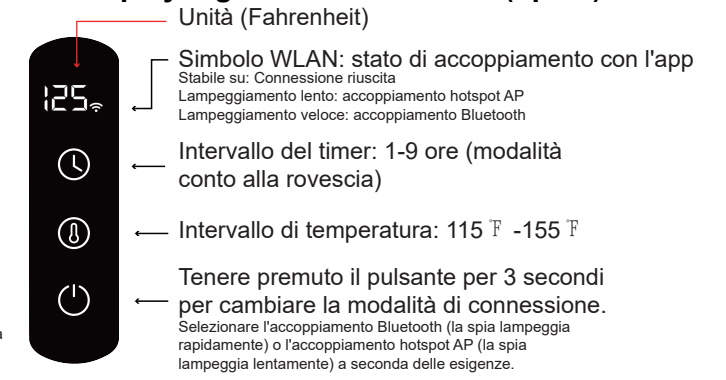 Unità (Fahrenheit)
Simbolo WLAN: stato di accoppiamento con l'app
Stabile su: Connessione riuscita
Lampeggiamento lento: accoppiamento hotspot AP
Lampeggiamento veloce: accoppiamento Bluetooth
125
Intervallo del timer: 1-9 ore (modalità
conto alla rovescia)
Intervallo di temperatura: 115 ℉ -155 ℉
Tenere premuto il pulsante per 3 secondi
per cambiare la modalità di connessione.
Selezionare l'accoppiamento Bluetooth (la spia lampeggia
rapidamente) o l'accoppiamento hotspot AP (la spia
lampeggia lentamente) a seconda delle esigenze.